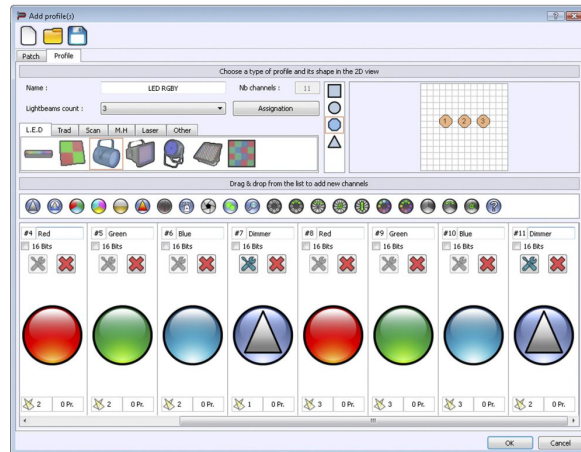 Add profile(s)
Patch Profile
Choose a type of profile and its shape in the 2D view
Name : LED RGBY Nb channels : 11
Lightbeams count : 3 Assignation
L.E.D Trad Scan M.H Laser Other
1 2 3
Drag & drop from the list to add new channels
#4 Red #5 Green #6 Blue #7 Dimmer #8 Red #9 Green #10 Blue #11 Dimmer
16 Bits 16 Bits 16 Bits 16 Bits 16 Bits 16 Bits 16 Bits 16 Bits
2 0 Pr. 2 0 Pr. 2 0 Pr. 1 0 Pr. 3 0 Pr. 3 0 Pr. 3 0 Pr. 2 0 Pr.
OK Cancel